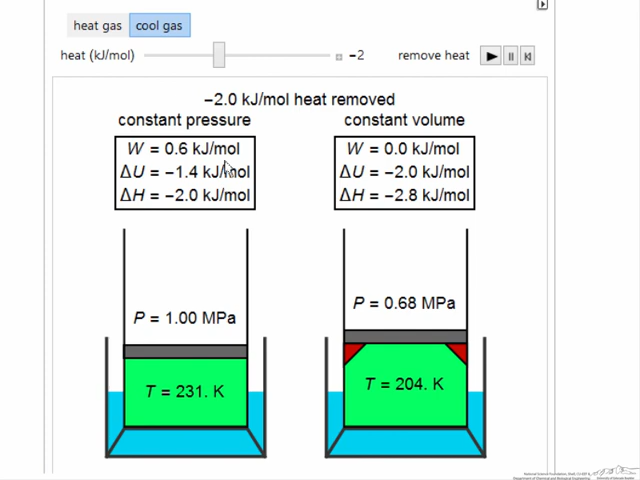 heat gas cool gas
heat (kJ/mol) −2 remove heat
−2.0 kJ/mol heat removed
constant pressure constant volume
W = 0.6 kJ/mol
ΔU = −1.4 kJ/mol
ΔH = −2.0 kJ/mol
W = 0.0 kJ/mol
ΔU = −2.0 kJ/mol
ΔH = −2.8 kJ/mol
P = 1.00 MPa
P = 0.68 MPa
T = 231. K
T = 204. K